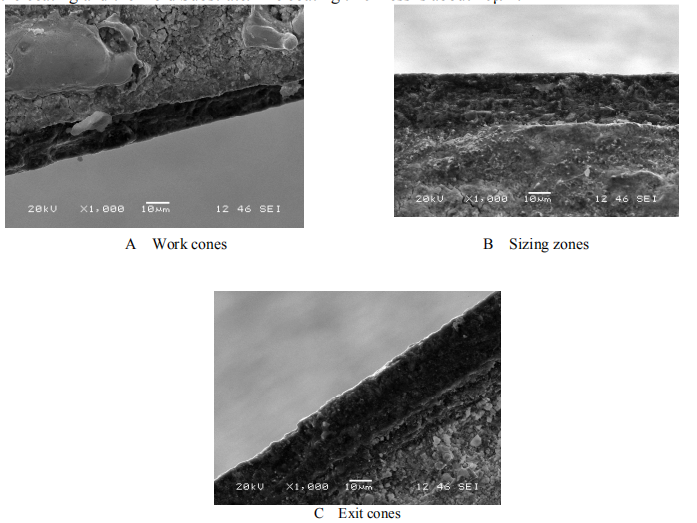 20kV X1,000 10μm 12 46 SEI
20kV X1,000 10μm 12 46 SEI
A Work cones
B Sizing zones
20kV X1,000 10μm 12 46 SEI
C Exit cones